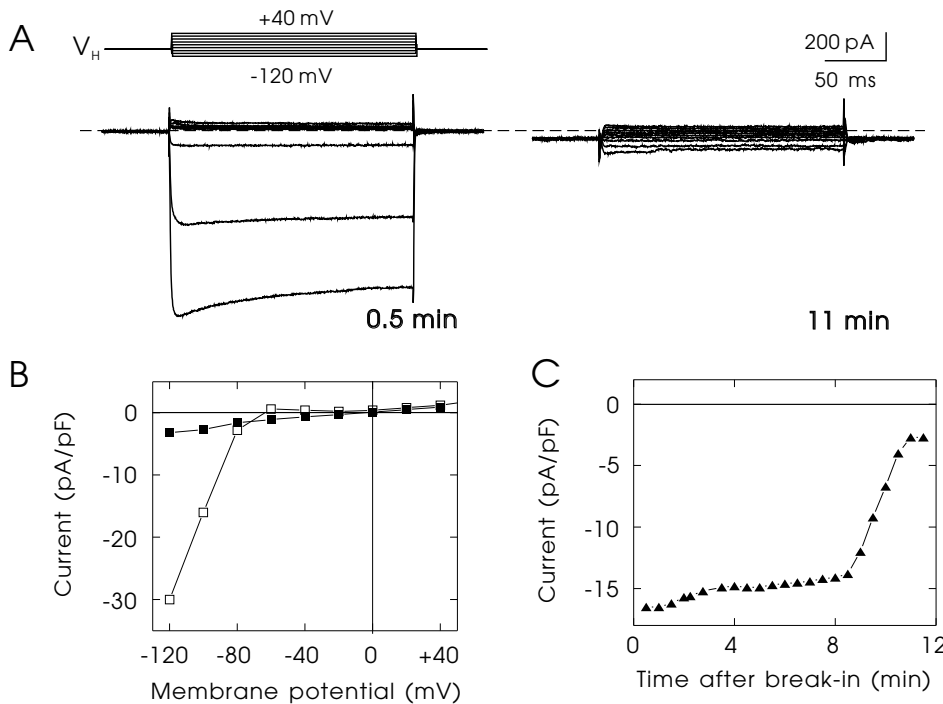 A
V_H
+40 mV
-120 mV
200 pA
50 ms
0.5 min
11 min
B
Current (pA/pF)
0
-10
-20
-30
-120
-80
-40
0
+40
Membrane potential (mV)
C
Current (pA/pF)
0
-5
-10
-15
0
4
8
12
Time after break-in (min)